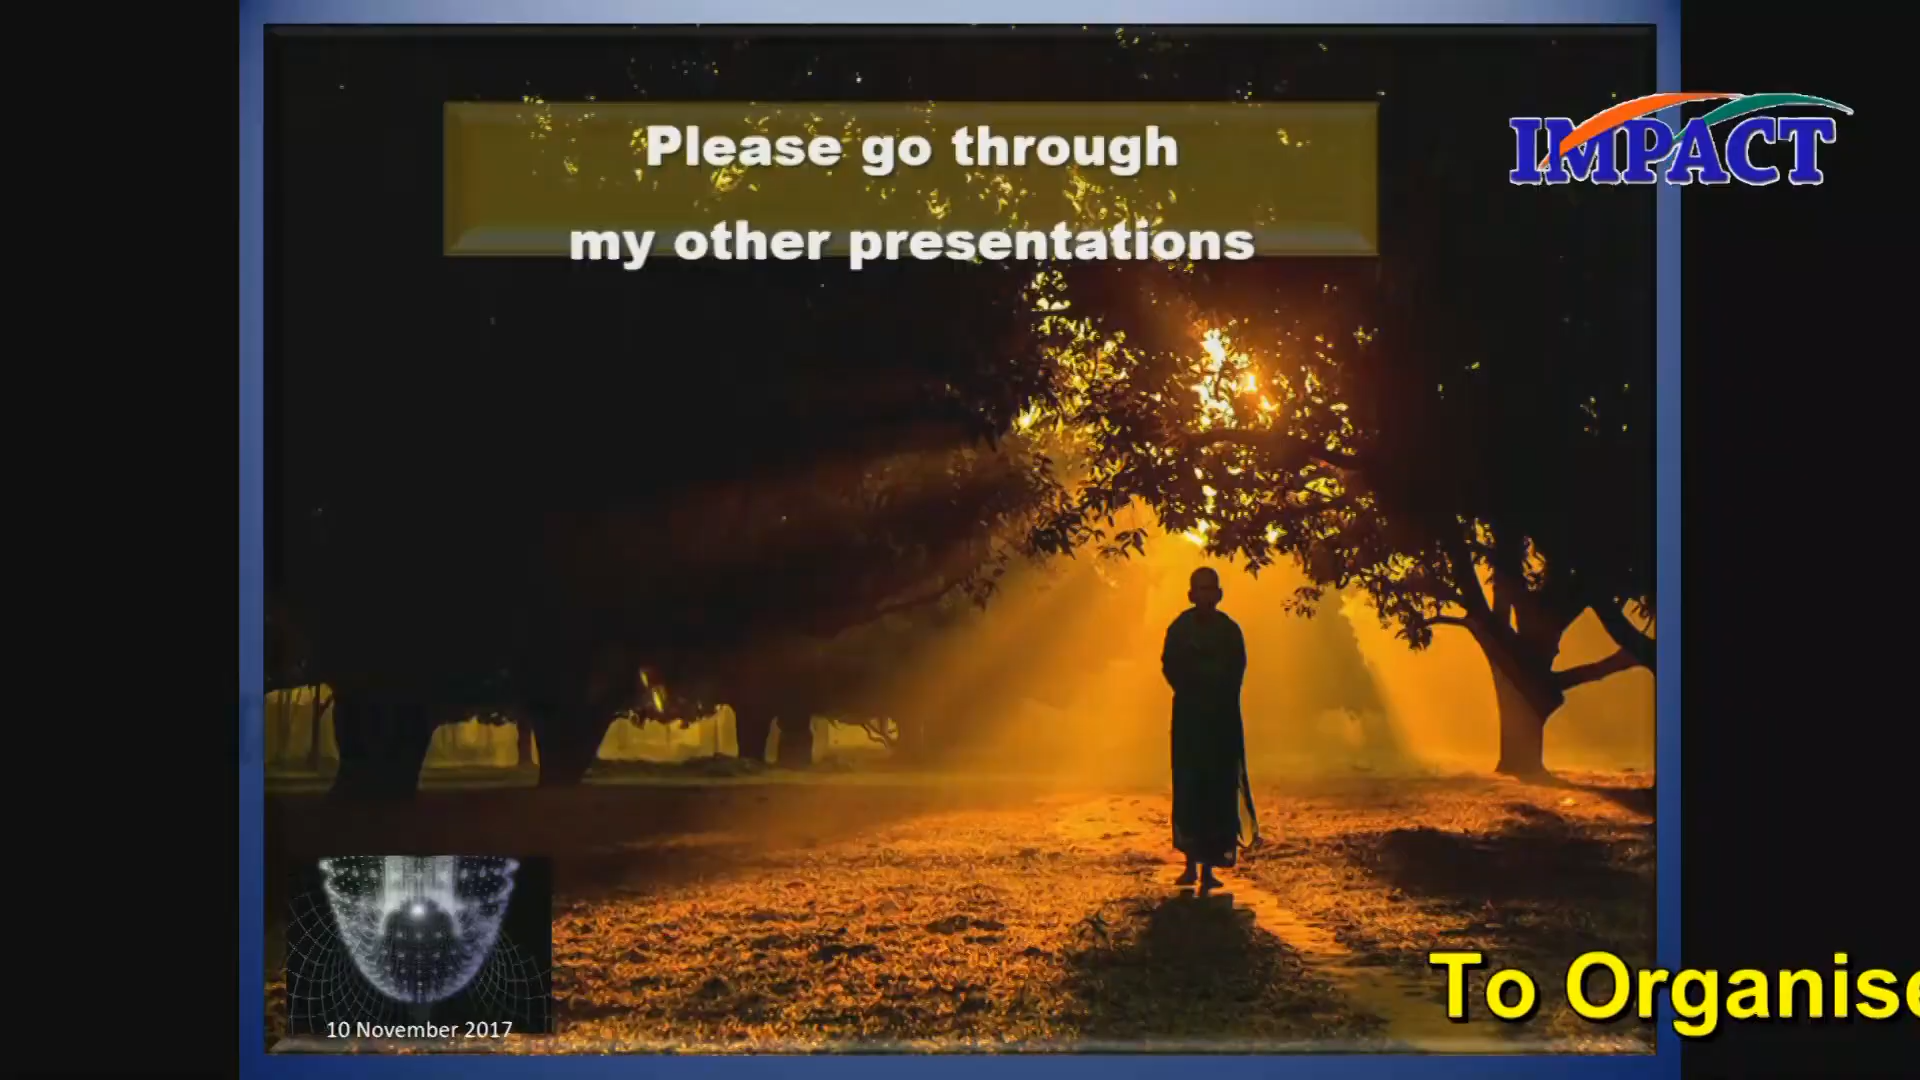 Please go through
my other presentations
IMPACT
10 November 2017
To Organise